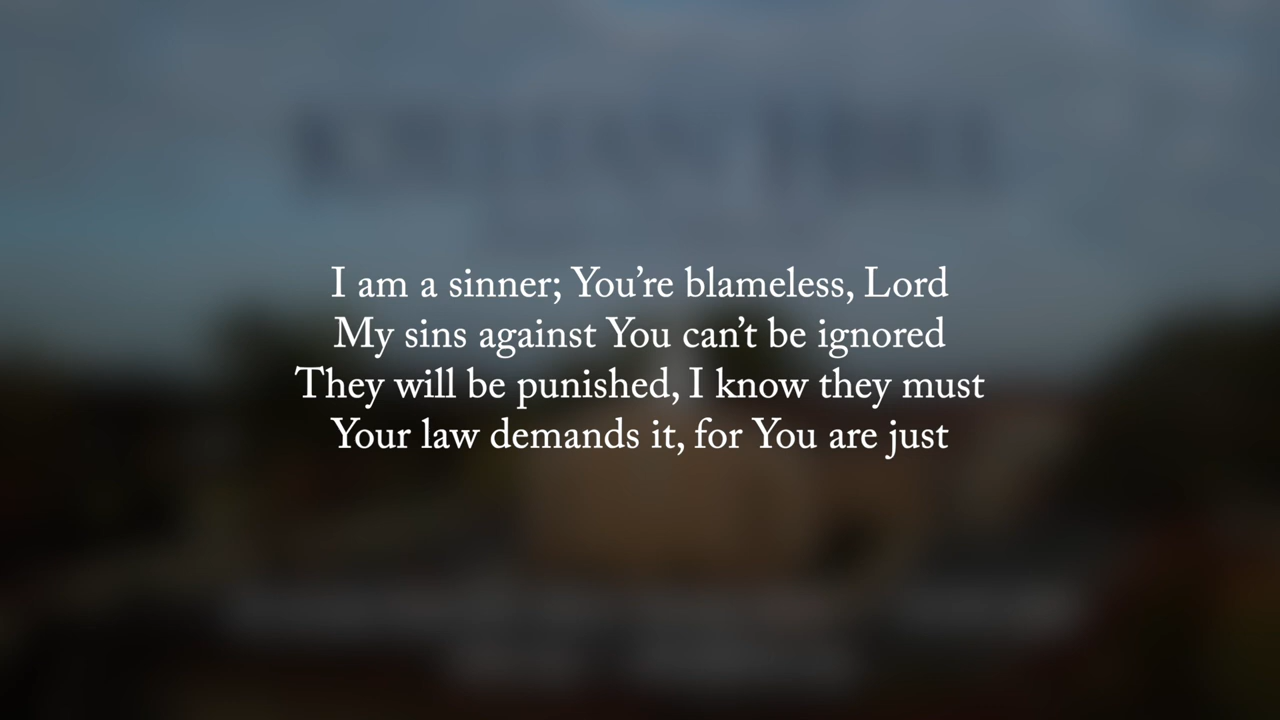 I am a sinner; You’re blameless, Lord
My sins against You can’t be ignored
They will be punished, I know they must
Your law demands it, for You are just